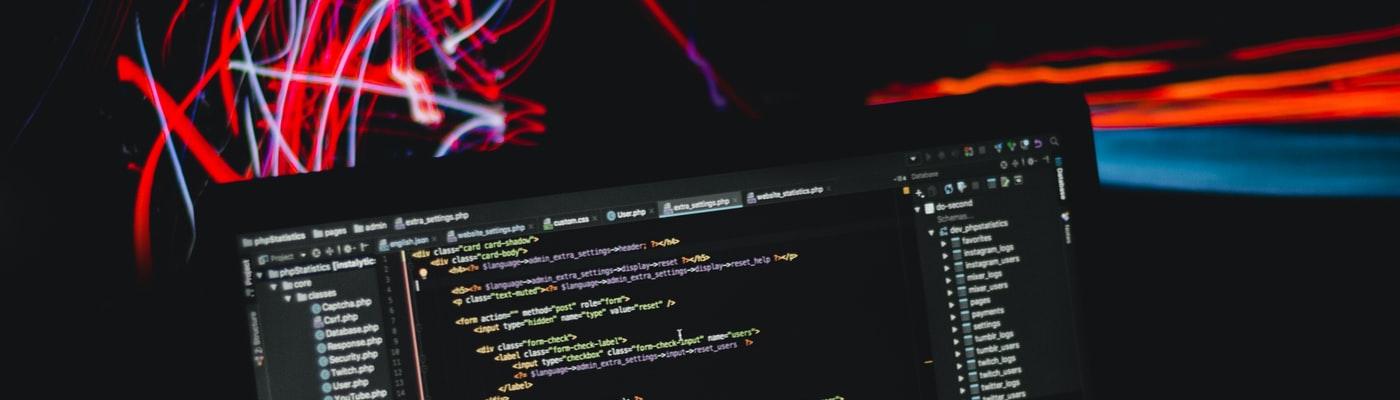 phpStatistics pages admin extra_settings.php
Project
english.json website_settings.php custom.css User.php extra_settings.php website_statistics.php
phpStatistics [instalytic:
core
classes
Captcha.php
Csrf.php
Database.php
Response.php
Security.php
Twitch.php
User.php
YouTube.php
<div class="card card-shadow">
<div class="card-body">
<h4><?= $language->admin_extra_settings->header; ?></h4>
<h5><?= $language->admin_extra_settings->display->reset ?></h5>
<p class="text-muted"><?= $language->admin_extra_settings->display->reset_help ?></p>
<form action="" method="post" role="form">
<input type="hidden" name="type" value="reset" />
<div class="form-check">
<label class="form-check-label">
<input type="checkbox" class="form-check-input" name="users">
<?= $language->admin_extra_settings->input->reset_users ?>
</label>
Database
do-second
Schemas...
dev_phpstatistics
favorites
instagram_logs
instagram_users
mixer_logs
mixer_users
pages
payments
settings
tumblr_logs
tumblr_users
twitch_logs
twitch_users
twitter_logs
Database